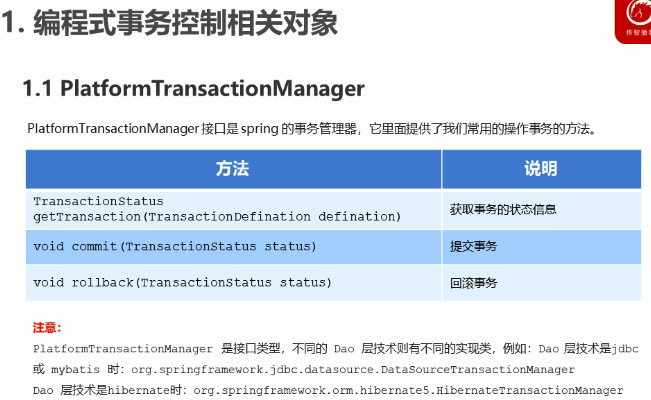 1. 编程式事务控制相关对象
1.1 PlatformTransactionManager
PlatformTransactionManager 接口是 spring 的事务管理器，它里面提供了我们常用的操作事务的方法。
方法
说明
TransactionStatus
getTransaction(TransactionDefination defination)
获取事务的状态信息
void commit(TransactionStatus status)
提交事务
void rollback(TransactionStatus status)
回滚事务
注意：
PlatformTransactionManager 是接口类型，不同的 Dao 层技术则有不同的实现类，例如：Dao 层技术是jdbc
或 mybatis 时：org.springframework.jdbc.datasource.DataSourceTransactionManager
Dao 层技术是hibernate时：org.springframework.orm.hibernate5.HibernateTransactionManager